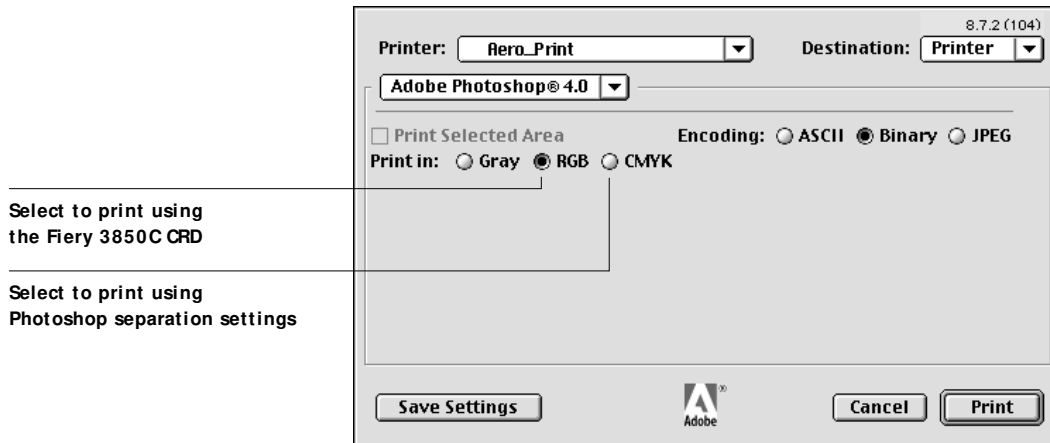 8.7.2 (104)
Printer: Aero_Print Destination: Printer
Adobe Photoshop® 4.0
Print Selected Area Encoding: ASCII Binary JPEG
Print in: Gray RGB CMYK
Select to print using
the Fiery 3850C CRD
Select to print using
Photoshop separation settings
Save Settings Adobe ® Cancel Print